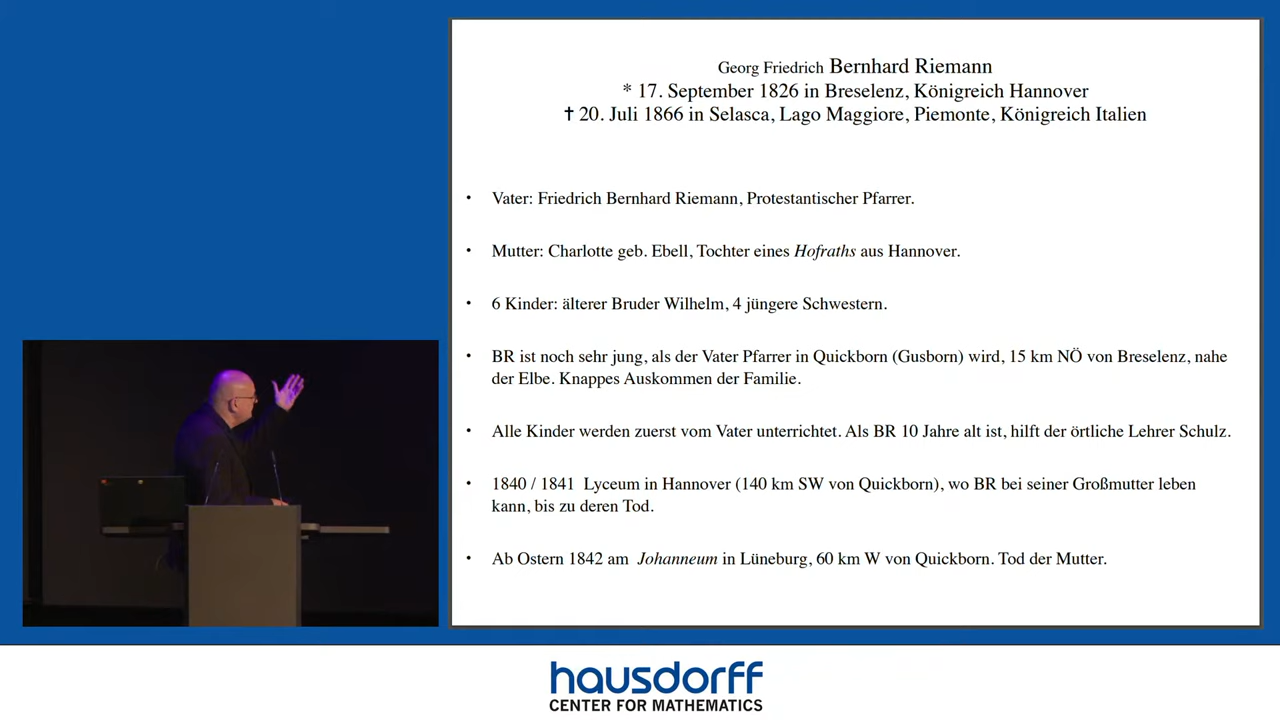 Georg Friedrich Bernhard Riemann
* 17. September 1826 in Breselenz, Königreich Hannover
† 20. Juli 1866 in Selasca, Lago Maggiore, Piemonte, Königreich Italien
• Vater: Friedrich Bernhard Riemann, Protestantischer Pfarrer.
• Mutter: Charlotte geb. Ebell, Tochter eines Hofraths aus Hannover.
• 6 Kinder: älterer Bruder Wilhelm, 4 jüngere Schwestern.
• BR ist noch sehr jung, als der Vater Pfarrer in Quickborn (Gusborn) wird, 15 km NÖ von Breselenz, nahe
der Elbe. Knappes Auskommen der Familie.
• Alle Kinder werden zuerst vom Vater unterrichtet. Als BR 10 Jahre alt ist, hilft der örtliche Lehrer Schulz.
• 1840 / 1841 Lyceum in Hannover (140 km SW von Quickborn), wo BR bei seiner Großmutter leben
kann, bis zu deren Tod.
• Ab Ostern 1842 am Johanneum in Lüneburg, 60 km W von Quickborn. Tod der Mutter.
hausdorff
CENTER FOR MATHEMATICS